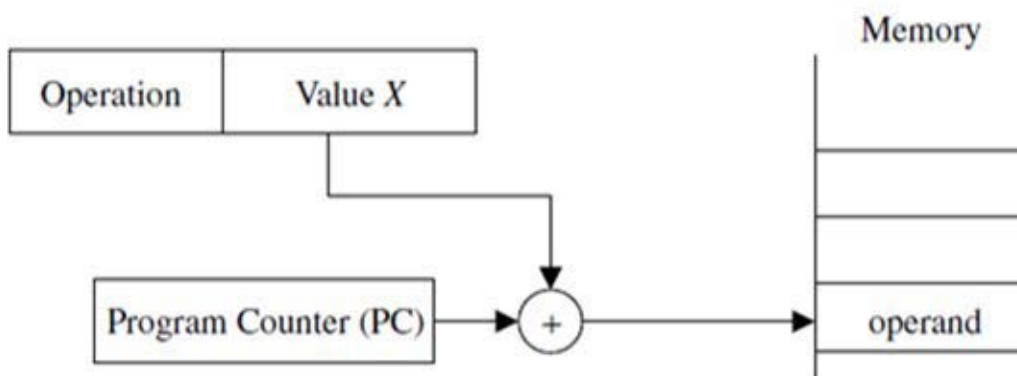 Memory
Operation
Value X
Program Counter (PC)
+
operand